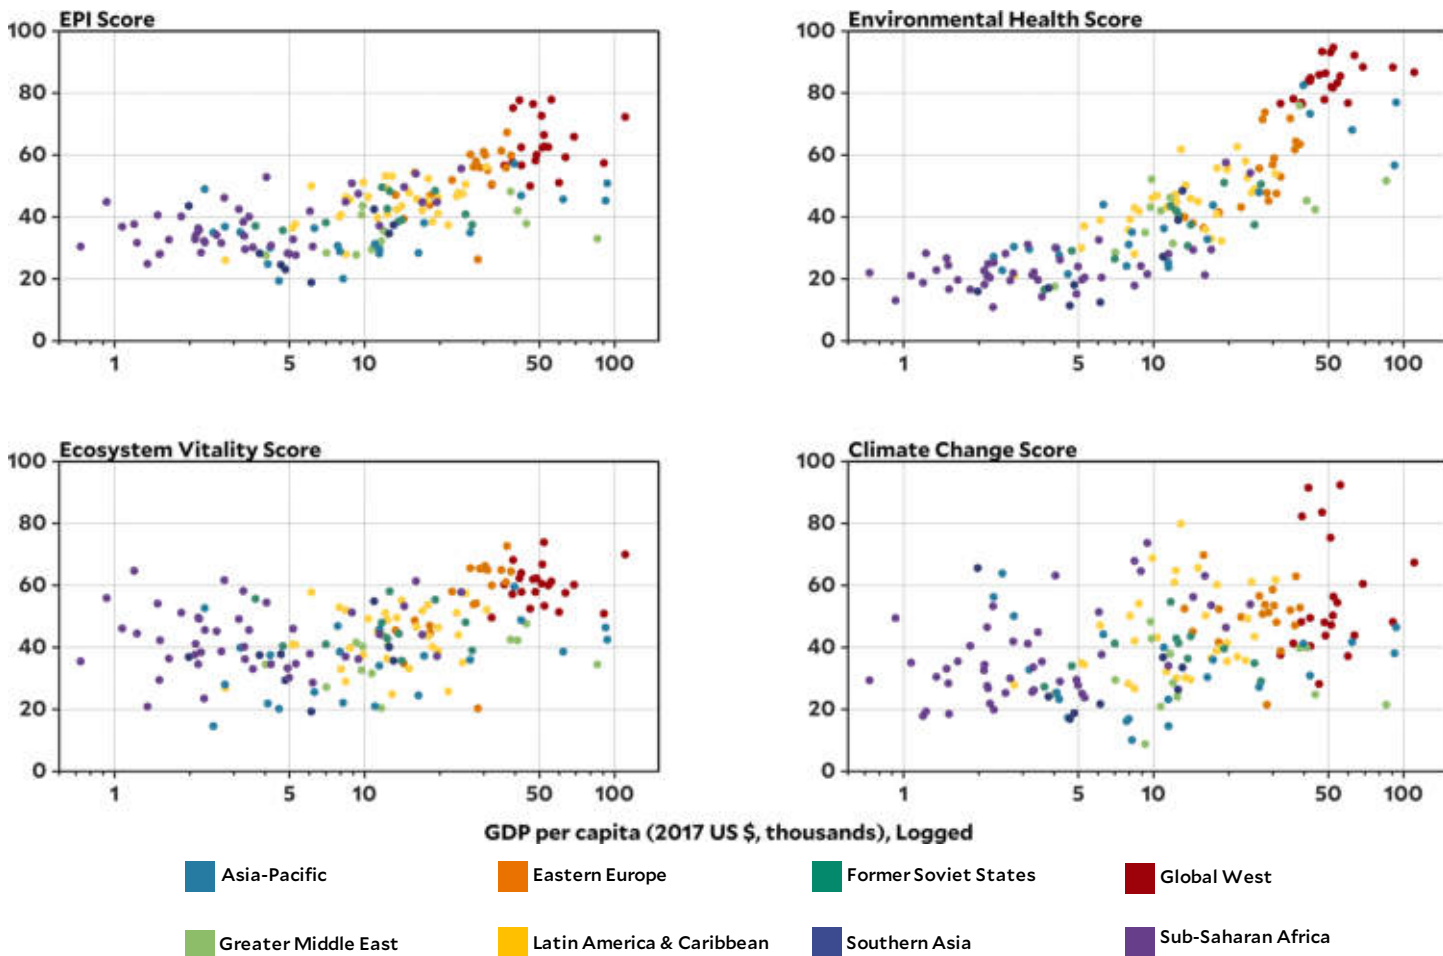 EPI Score
100
80
60
40
20
0
1 5 10 50 100
Environmental Health Score
100
80
60
40
20
0
1 5 10 50 100
Ecosystem Vitality Score
100
80
60
40
20
0
1 5 10 50 100
Climate Change Score
100
80
60
40
20
0
1 5 10 50 100
GDP per capita (2017 US $, thousands), Logged
Asia-Pacific
Eastern Europe
Former Soviet States
Global West
Greater Middle East
Latin America & Caribbean
Southern Asia
Sub-Saharan Africa